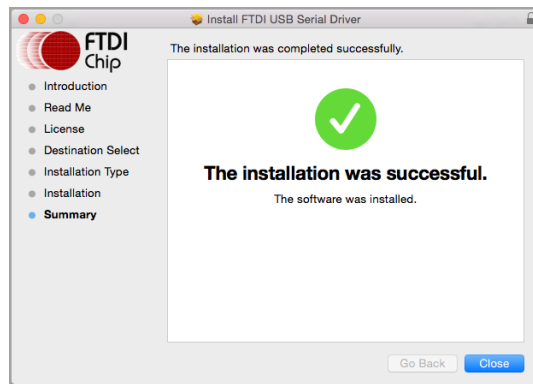 Install FTDI USB Serial Driver
FTDI
Chip
The installation was completed successfully.
Introduction
Read Me
License
Destination Select
Installation Type
Installation
Summary
The installation was successful.
The software was installed.
Go Back
Close